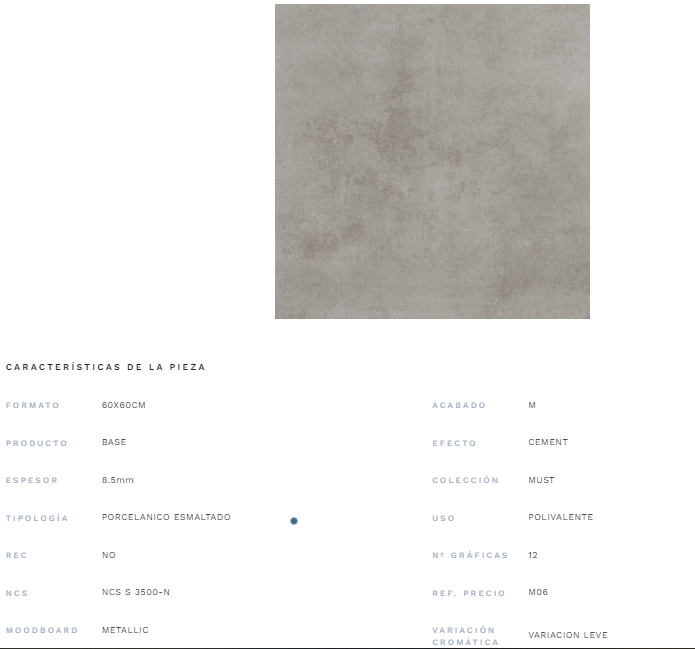 CARACTERÍSTICAS DE LA PIEZA
FORMATO 60X60CM
ACABADO M
PRODUCTO BASE
EFECTO CEMENT
ESPESOR 8.5mm
COLECCIÓN MUST
TIPOLOGÍA PORCELANICO ESMALTADO
USO POLIVALENTE
REC NO
Nº GRÁFICAS 12
NCS NCS S 3500-N
REF. PRECIO M06
MOODBOARD METALLIC
VARIACIÓN
CROMÁTICA VARIACION LEVE